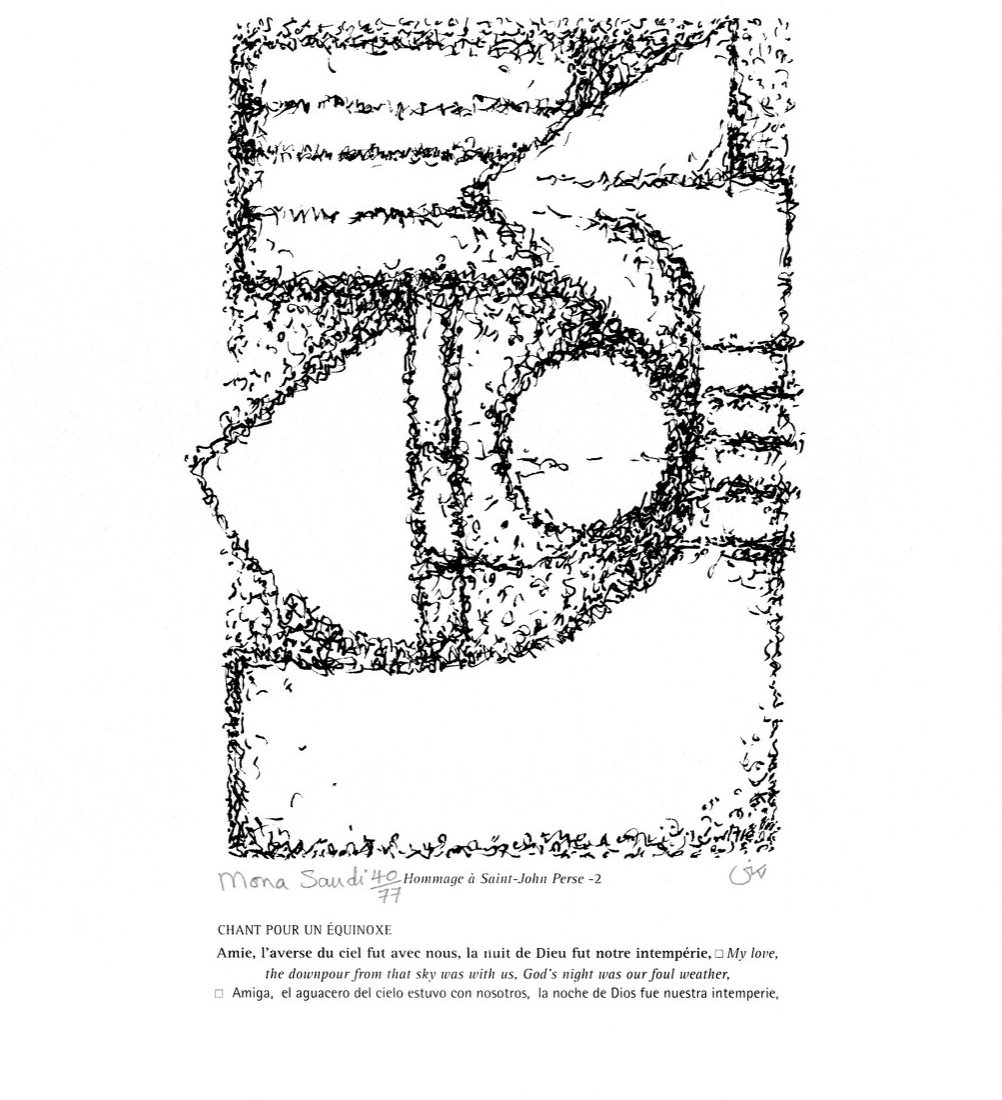 Mona Saudi 40/77 Hommage à Saint-John Perse -2
CHANT POUR UN ÉQUINOXE
Amie, l'averse du ciel fut avec nous, la nuit de Dieu fut notre intempérie, □ My love,
the downpour from that sky was with us, God's night was our foul weather,
□ Amiga, el aguacero del cielo estuvo con nosotros, la noche de Dios fue nuestra intemperie,